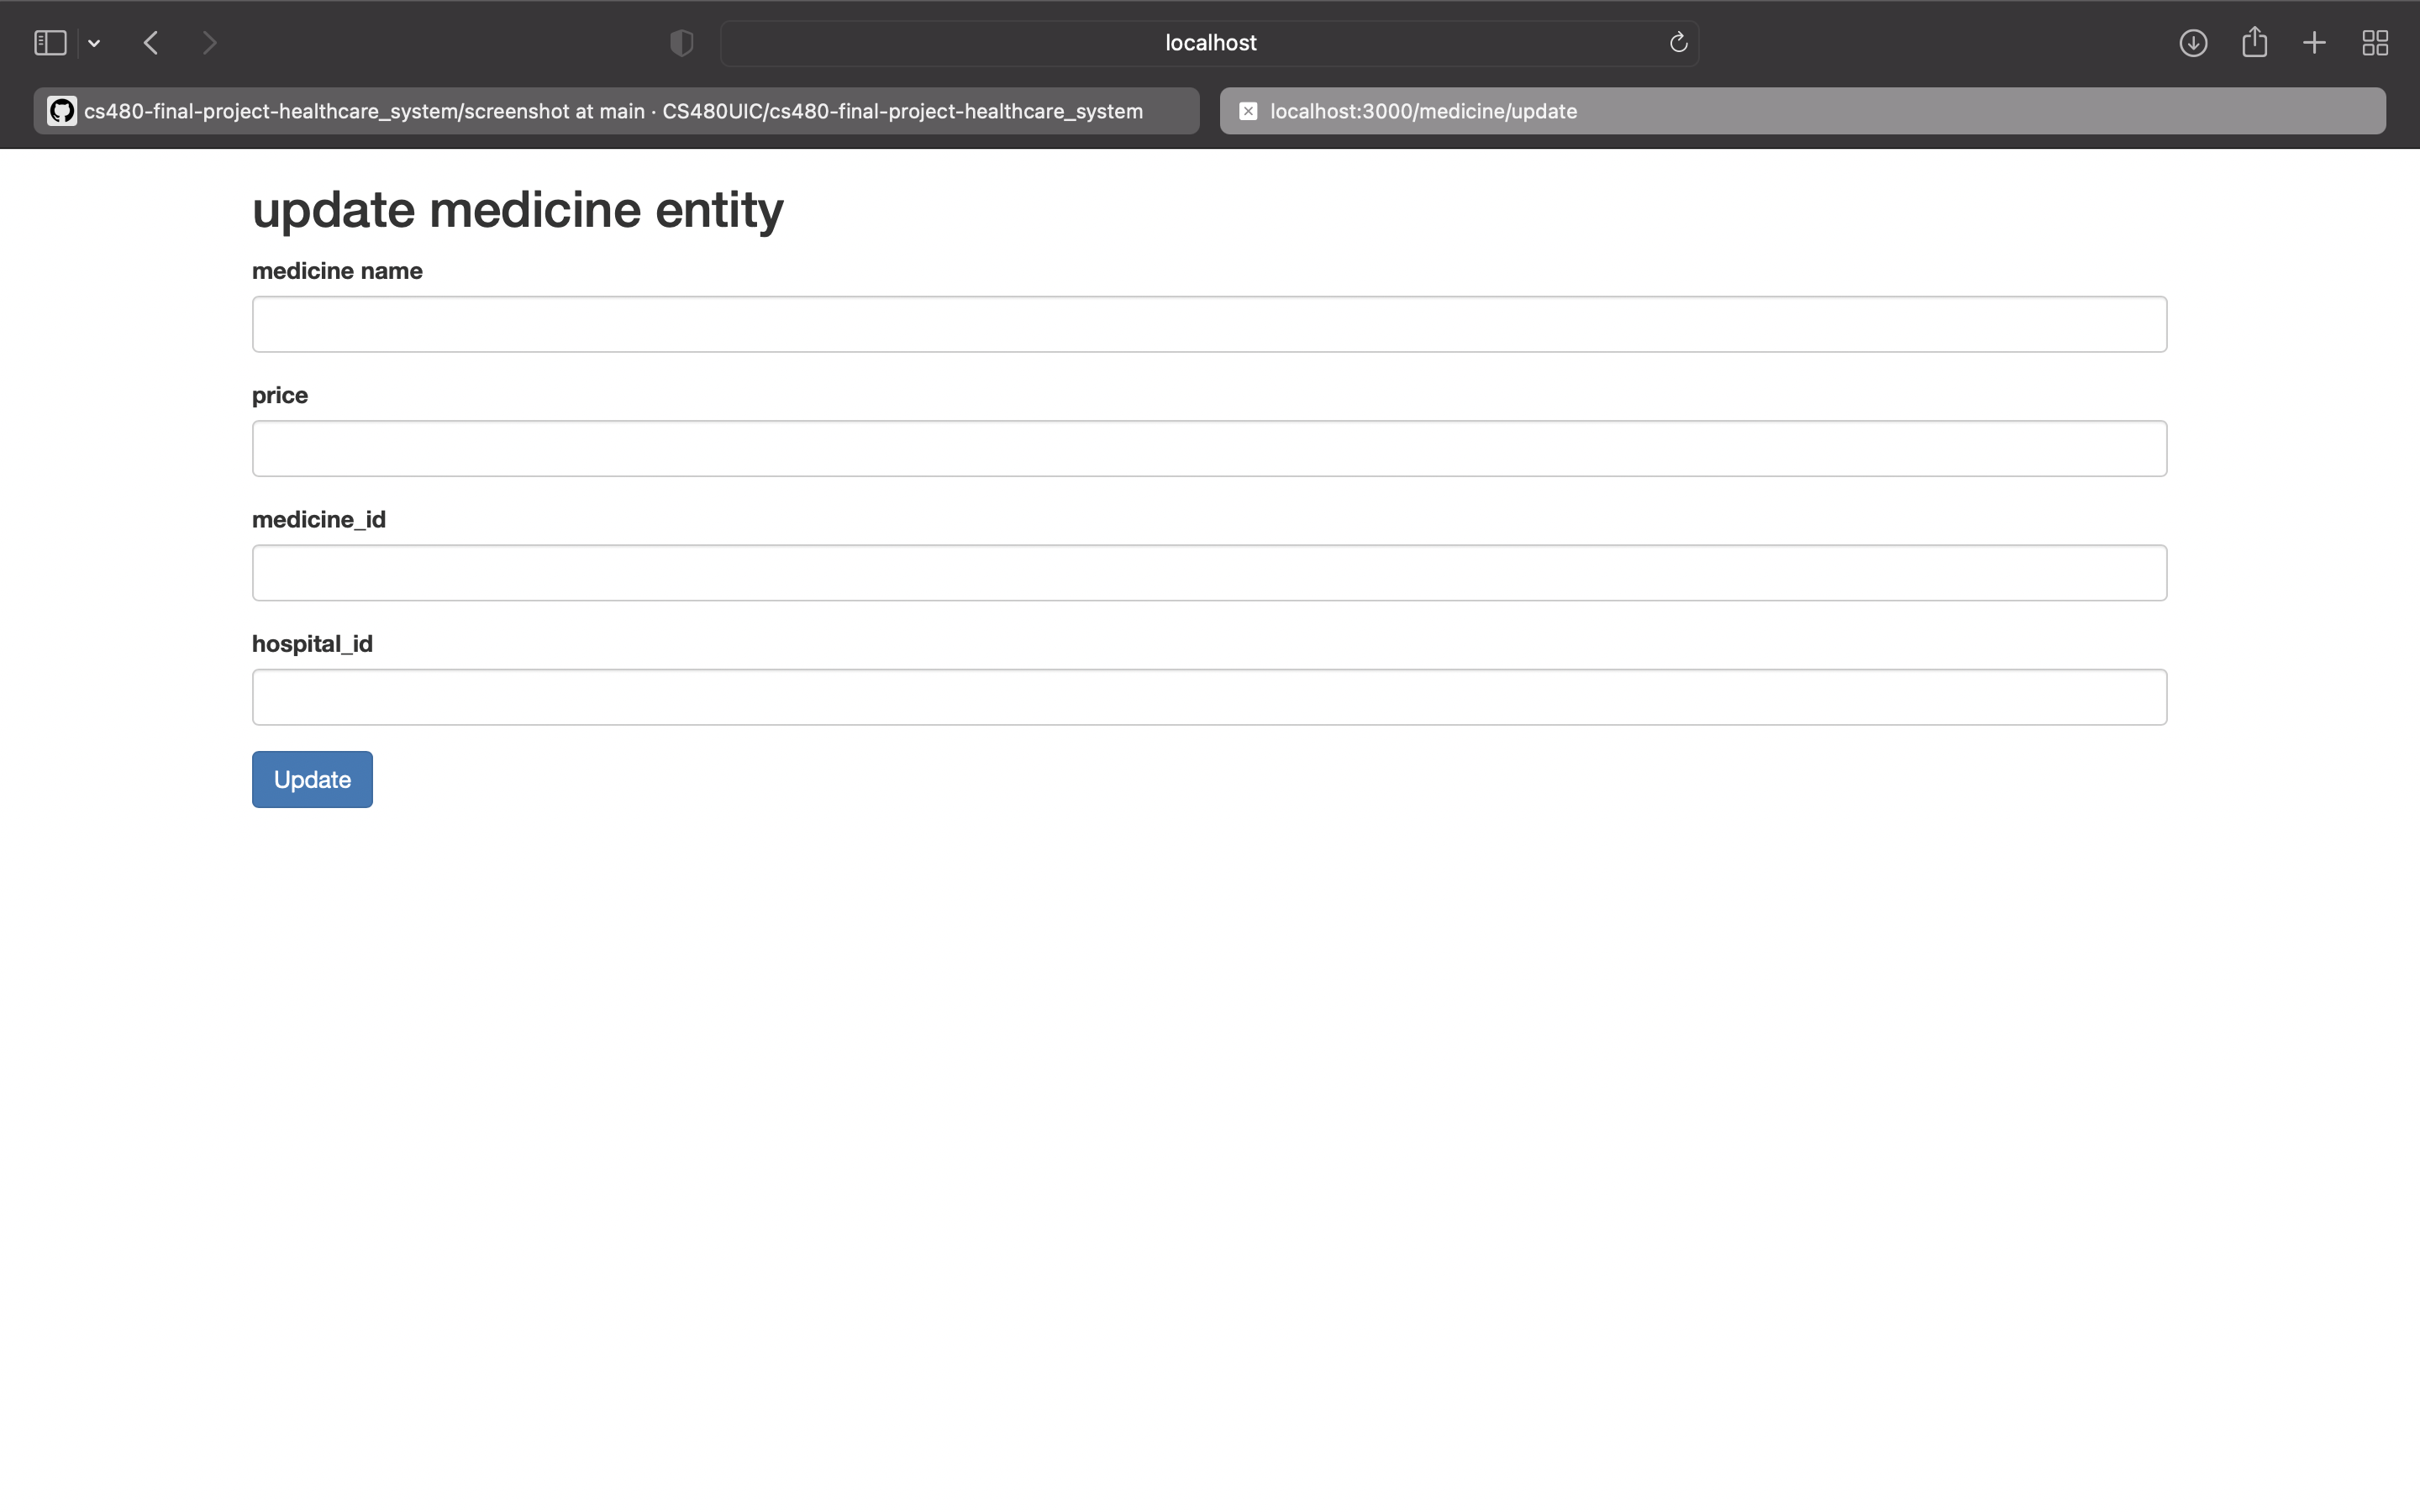 localhost
cs480-final-project-healthcare_system/screenshot at main · CS480UIC/cs480-final-project-healthcare_system
localhost:3000/medicine/update
update medicine entity
medicine name
price
medicine_id
hospital_id
Update